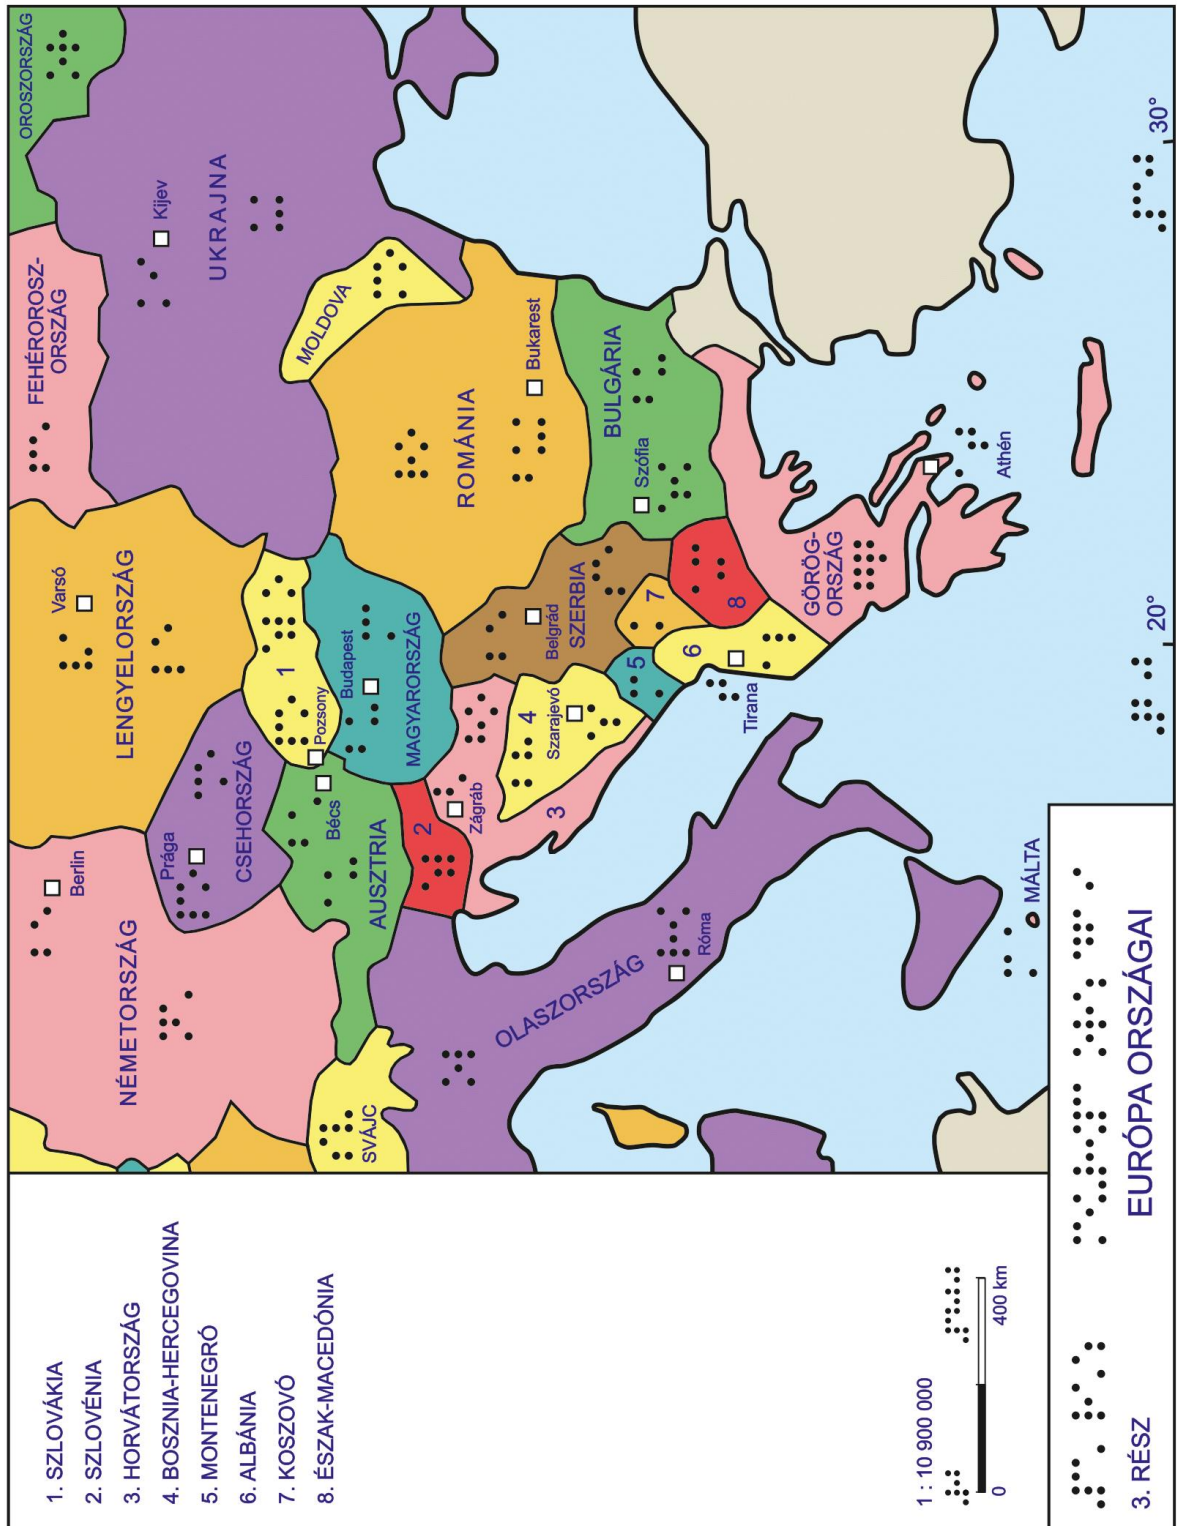 1. SZLOVÁKIA
2. SZLOVÉNIA
3. HORVÁTORSZÁG
4. BOSZNIA-HERCEGOVINA
5. MONTENEGRÓ
6. ALBÁNIA
7. KOSZOVÓ
8. ÉSZAK-MACEDÓNIA
1 : 10 900 000
0
400 km
3. RÉSZ
EURÓPA ORSZÁGAI
OROSZORSZÁG
FEHÉROROSZ-
ORSZÁG
Kijev
UKRAJNA
Varsó
LENGYELORSZÁG
MOLDOVA
Berlin
NÉMETORSZÁG
Prága
CSEHORSZÁG
1
Pozsony
Bécs
AUSZTRIA
Budapest
MAGYARORSZÁG
ROMÁNIA
Bukarest
SVÁJC
2
Zágráb
3
4
Szarajevó
Belgrád
SZERBIA
BULGÁRIA
Szófia
5
6
7
8
Tirana
OLASZORSZÁG
Róma
GÖRÖG-
ORSZÁG
Athén
MÁLTA
20°
30°